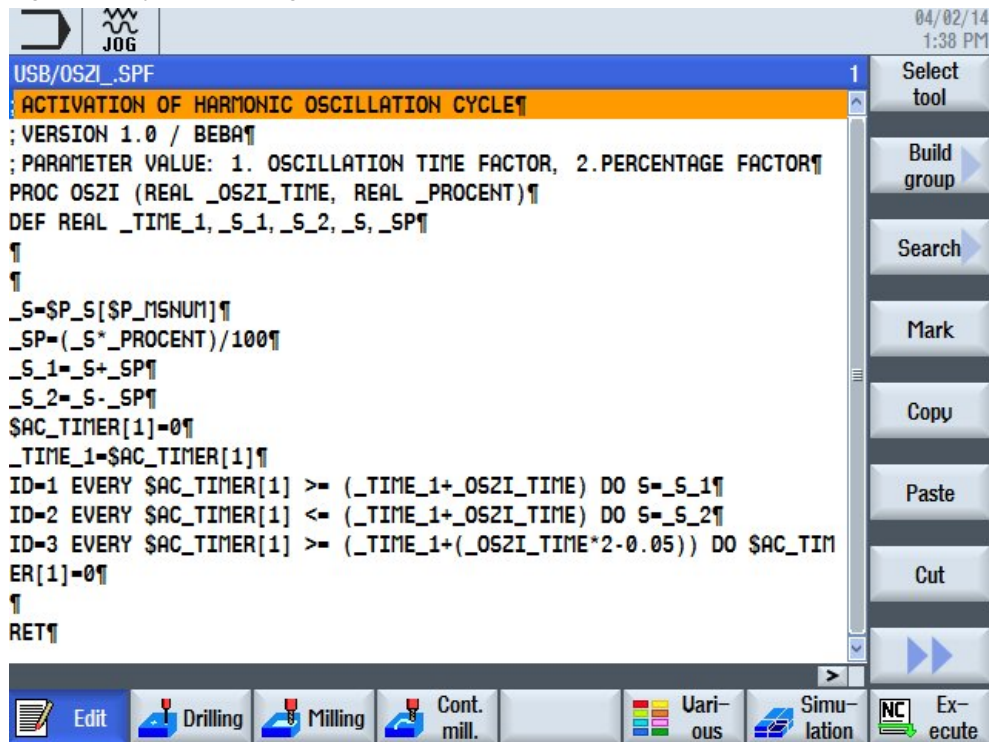 JOG
04/02/14
1:38 PM
USB/OSZI_.SPF 1
; ACTIVATION OF HARMONIC OSCILLATION CYCLE¶
; VERSION 1.0 / BEBA¶
; PARAMETER VALUE: 1. OSCILLATION TIME FACTOR, 2.PERCENTAGE FACTOR¶
PROC OSZI (REAL _OSZI_TIME, REAL _PROCENT)¶
DEF REAL _TIME_1,_S_1,_S_2,_S,_SP¶
¶
¶
_S=$P_S[$P_MSNUM]¶
_SP=(_S*_PROCENT)/100¶
_S_1=_S+_SP¶
_S_2=_S-_SP¶
$AC_TIMER[1]=0¶
_TIME_1=$AC_TIMER[1]¶
ID=1 EVERY $AC_TIMER[1] >= (_TIME_1+_OSZI_TIME) DO S=_S_1¶
ID=2 EVERY $AC_TIMER[1] <= (_TIME_1+_OSZI_TIME) DO S=_S_2¶
ID=3 EVERY $AC_TIMER[1] >= (_TIME_1+(_OSZI_TIME*2-0.05)) DO $AC_TIM
ER[1]=0¶
¶
RET¶
Select
tool
Build
group
Search
Mark
Copy
Paste
Cut
>
Edit
Drilling
Milling
Cont.
mill.
Vari-
ous
Simu-
lation
NC
Ex-
ecute